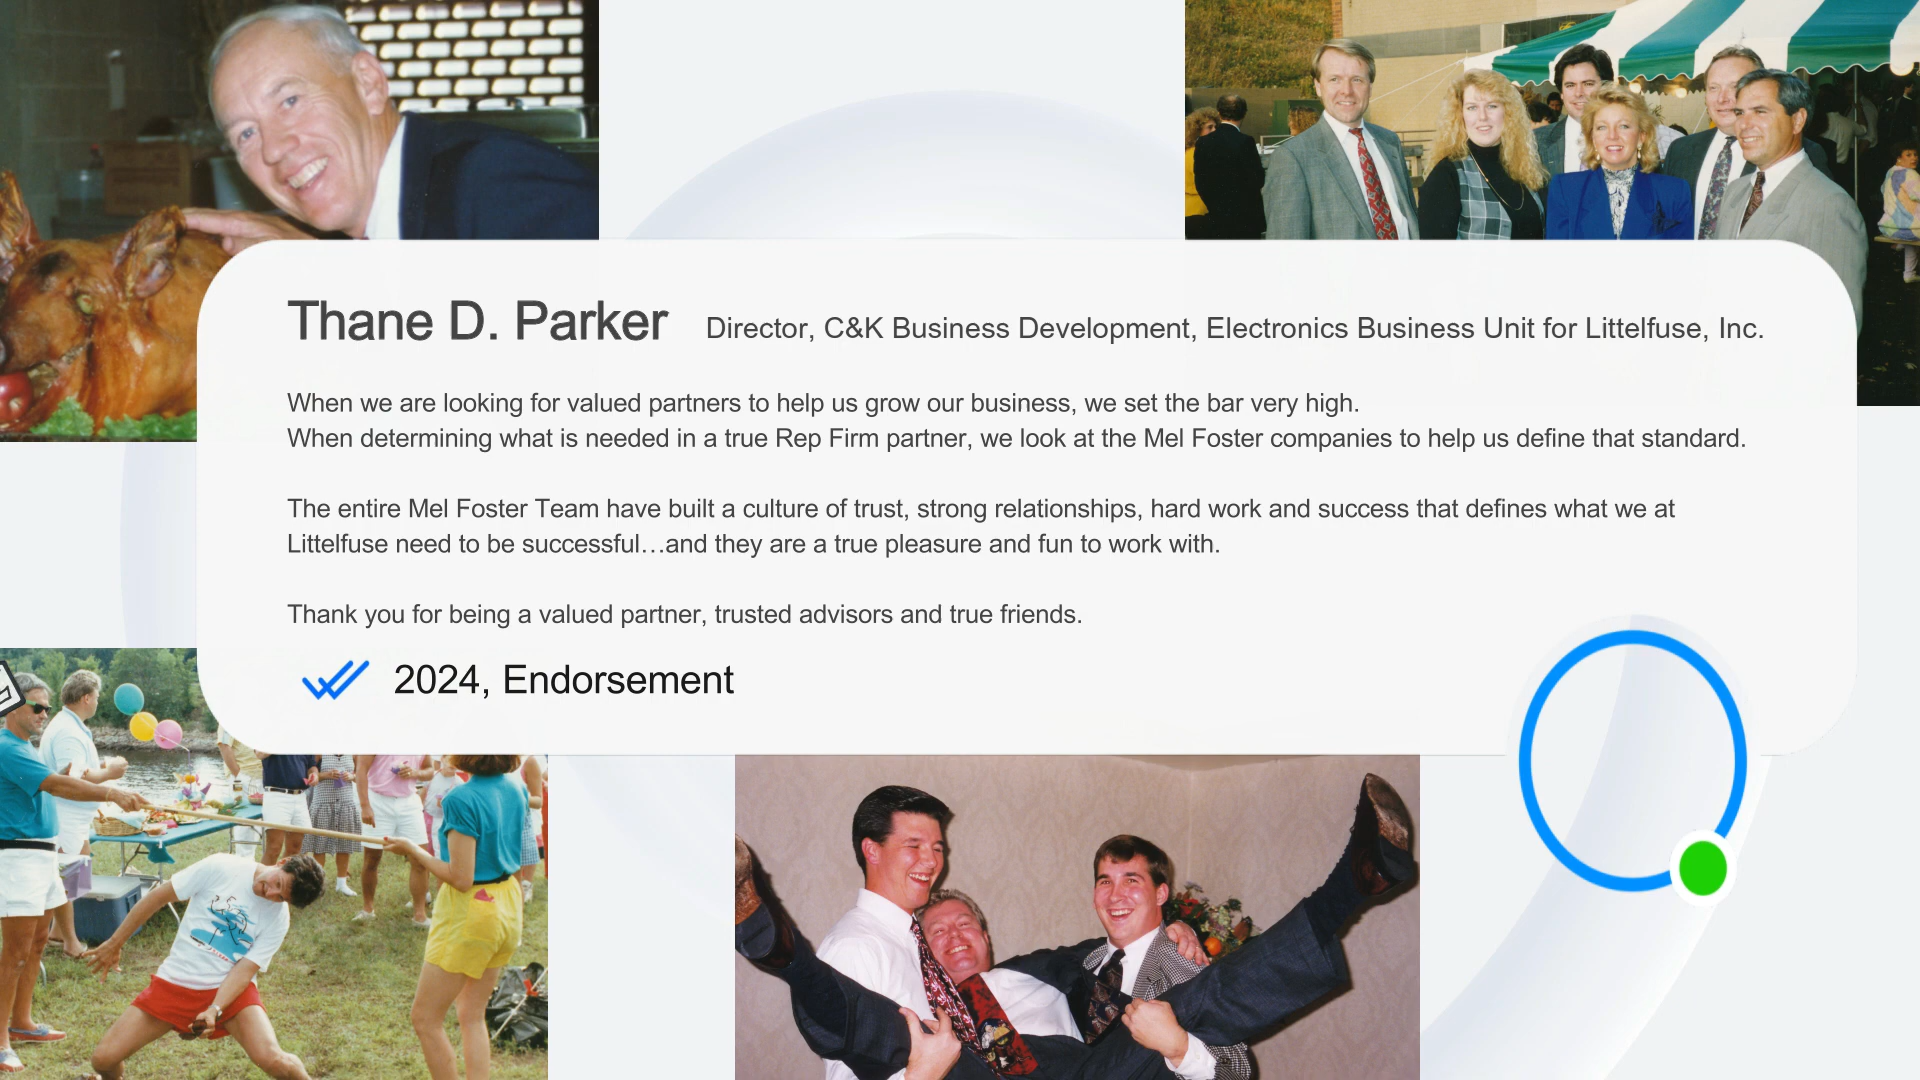 Thane D. Parker Director, C&K Business Development, Electronics Business Unit for Littelfuse, Inc.
When we are looking for valued partners to help us grow our business, we set the bar very high.
When determining what is needed in a true Rep Firm partner, we look at the Mel Foster companies to help us define that standard.
The entire Mel Foster Team have built a culture of trust, strong relationships, hard work and success that defines what we at
Littelfuse need to be successful…and they are a true pleasure and fun to work with.
Thank you for being a valued partner, trusted advisors and true friends.
2024, Endorsement